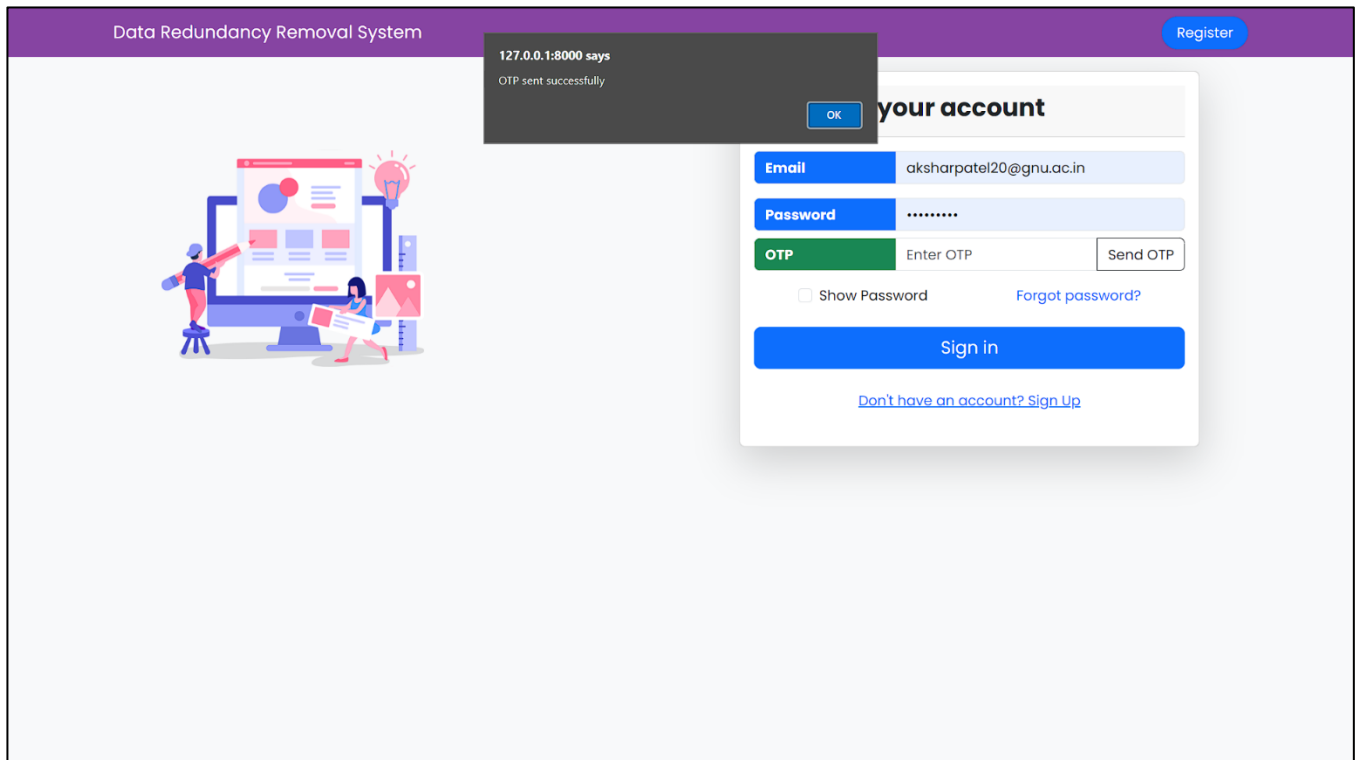 Data Redundancy Removal System
Register
127.0.0.1:8000 says
OTP sent successfully
OK
your account
Email
aksharpatel20@gnu.ac.in
Password
•••••••••
OTP
Enter OTP
Send OTP
Show Password
Forgot password?
Sign in
Don't have an account? Sign Up